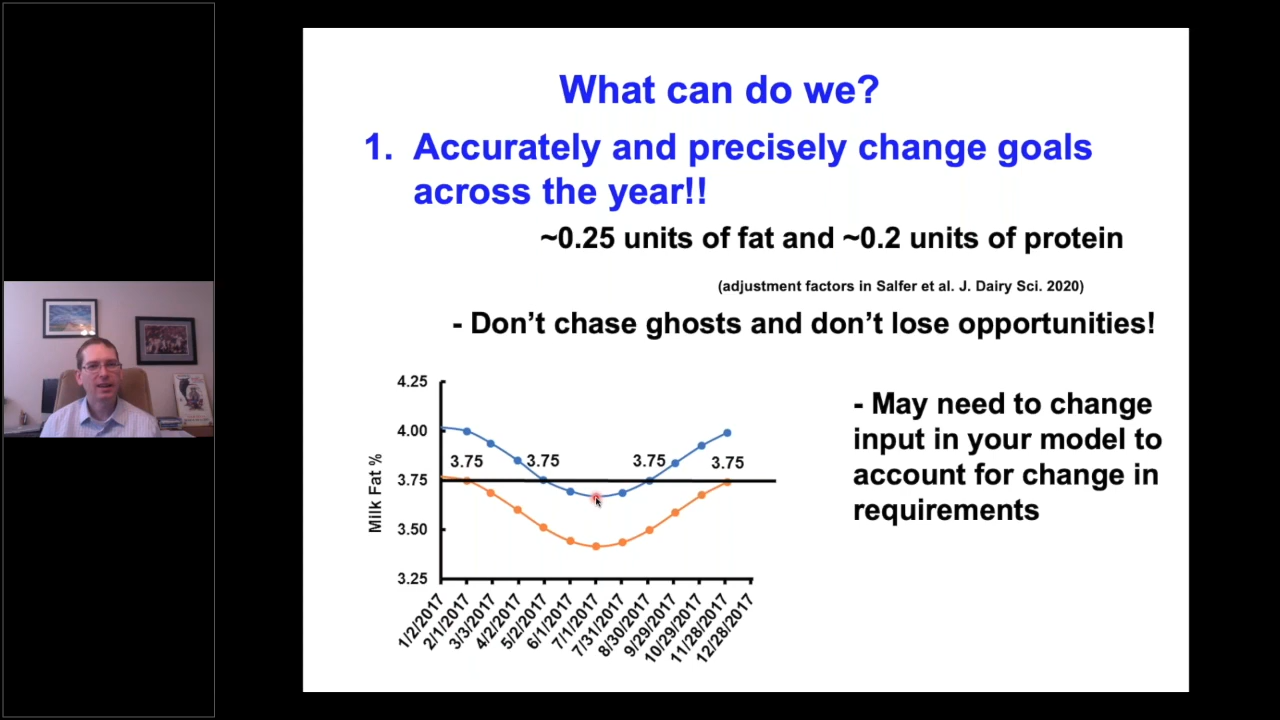 What can do we?
1. Accurately and precisely change goals
across the year!!
~0.25 units of fat and ~0.2 units of protein
(adjustment factors in Salfer et al. J. Dairy Sci. 2020)
- Don't chase ghosts and don't lose opportunities!
4.25
4.00
3.75
3.50
3.25
Milk Fat %
3.75 3.75 3.75 3.75
1/2/2017
2/1/2017
3/3/2017
4/2/2017
5/2/2017
6/1/2017
7/1/2017
7/31/2017
8/30/2017
9/29/2017
10/29/2017
11/28/2017
12/28/2017
- May need to change
input in your model to
account for change in
requirements